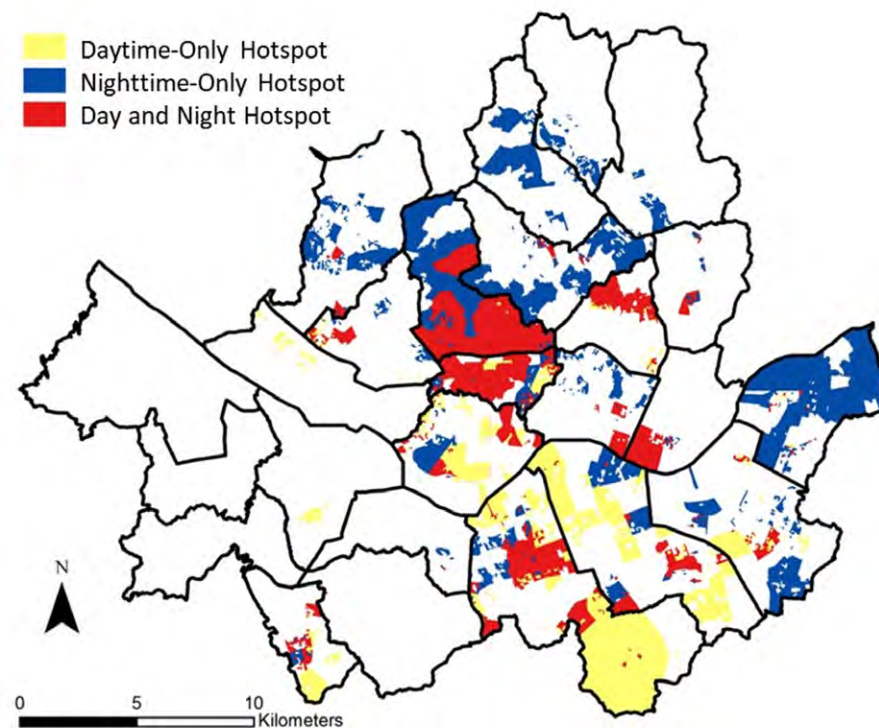 Daytime-Only Hotspot
Nighttime-Only Hotspot
Day and Night Hotspot
N
0 5 10
Kilometers